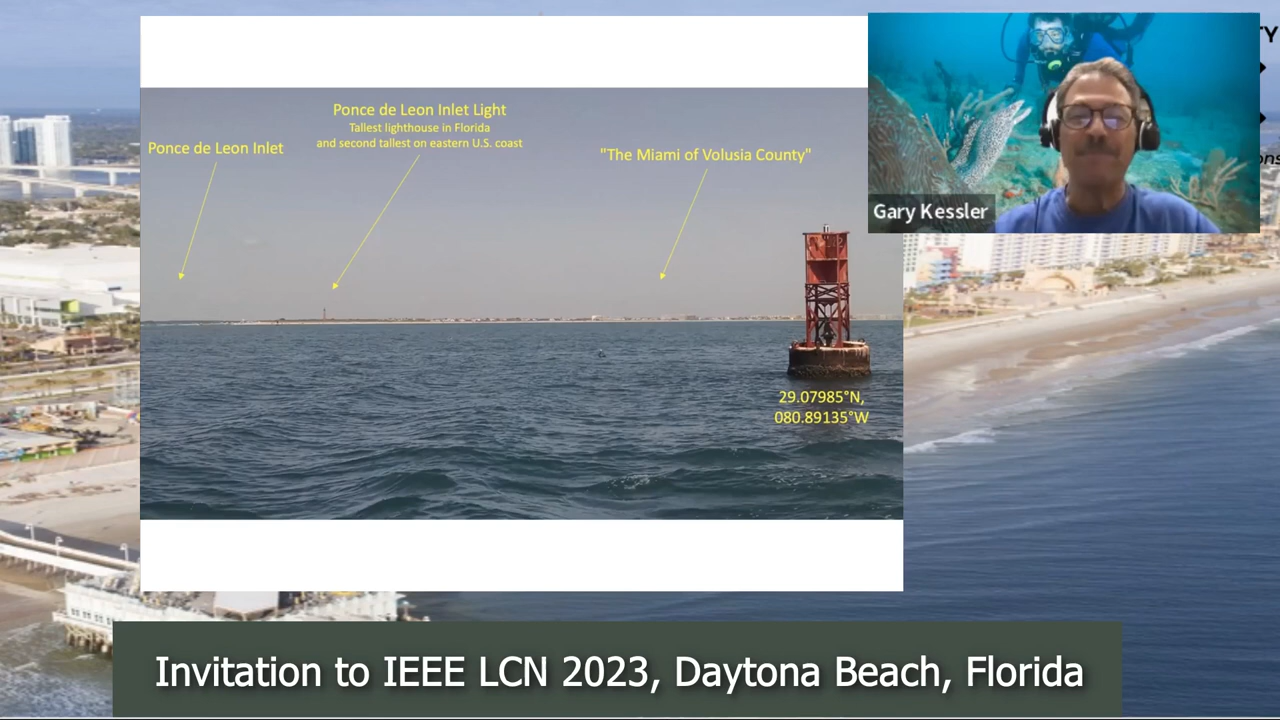 Ponce de Leon Inlet Light
Tallest lighthouse in Florida
and second tallest on eastern U.S. coast
Ponce de Leon Inlet
"The Miami of Volusia County"
29.07985°N,
080.89135°W
Gary Kessler
TY
ons
Invitation to IEEE LCN 2023, Daytona Beach, Florida